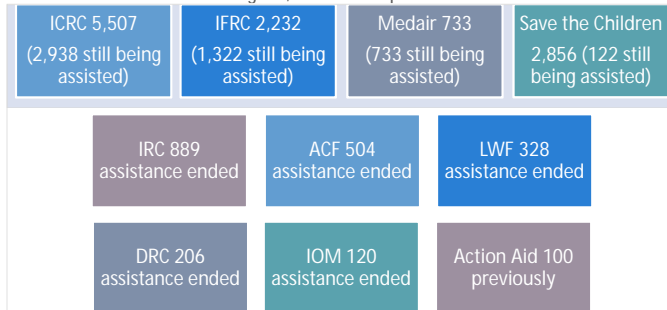 ICRC 5,507
(2,938 still being
assisted)
IFRC 2,232
(1,322 still being
assisted)
Medair 733
(733 still being
assisted)
Save the Children
2,856 (122 still
being assisted)
IRC 889
assistance ended
ACF 504
assistance ended
LWF 328
assistance ended
DRC 206
assistance ended
IOM 120
assistance ended
Action Aid 100
previously